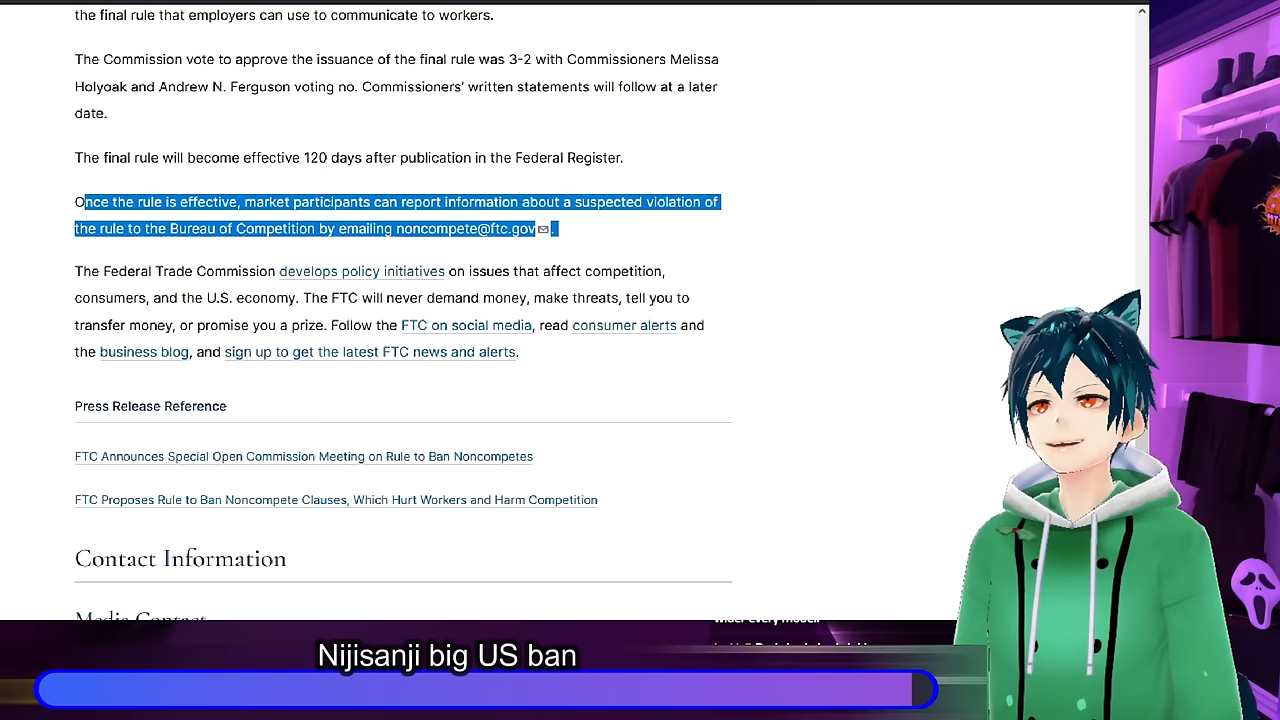 the final rule that employers can use to communicate to workers.
The Commission vote to approve the issuance of the final rule was 3-2 with Commissioners Melissa
Holyoak and Andrew N. Ferguson voting no. Commissioners' written statements will follow at a later
date.
The final rule will become effective 120 days after publication in the Federal Register.
Once the rule is effective, market participants can report information about a suspected violation of
the rule to the Bureau of Competition by emailing noncompete@ftc.gov.
The Federal Trade Commission develops policy initiatives on issues that affect competition,
consumers, and the U.S. economy. The FTC will never demand money, make threats, tell you to
transfer money, or promise you a prize. Follow the FTC on social media, read consumer alerts and
the business blog, and sign up to get the latest FTC news and alerts.
Press Release Reference
FTC Announces Special Open Commission Meeting on Rule to Ban Noncompetes
FTC Proposes Rule to Ban Noncompete Clauses, Which Hurt Workers and Harm Competition
Contact Information
Media Contact
Nijisanji big US ban